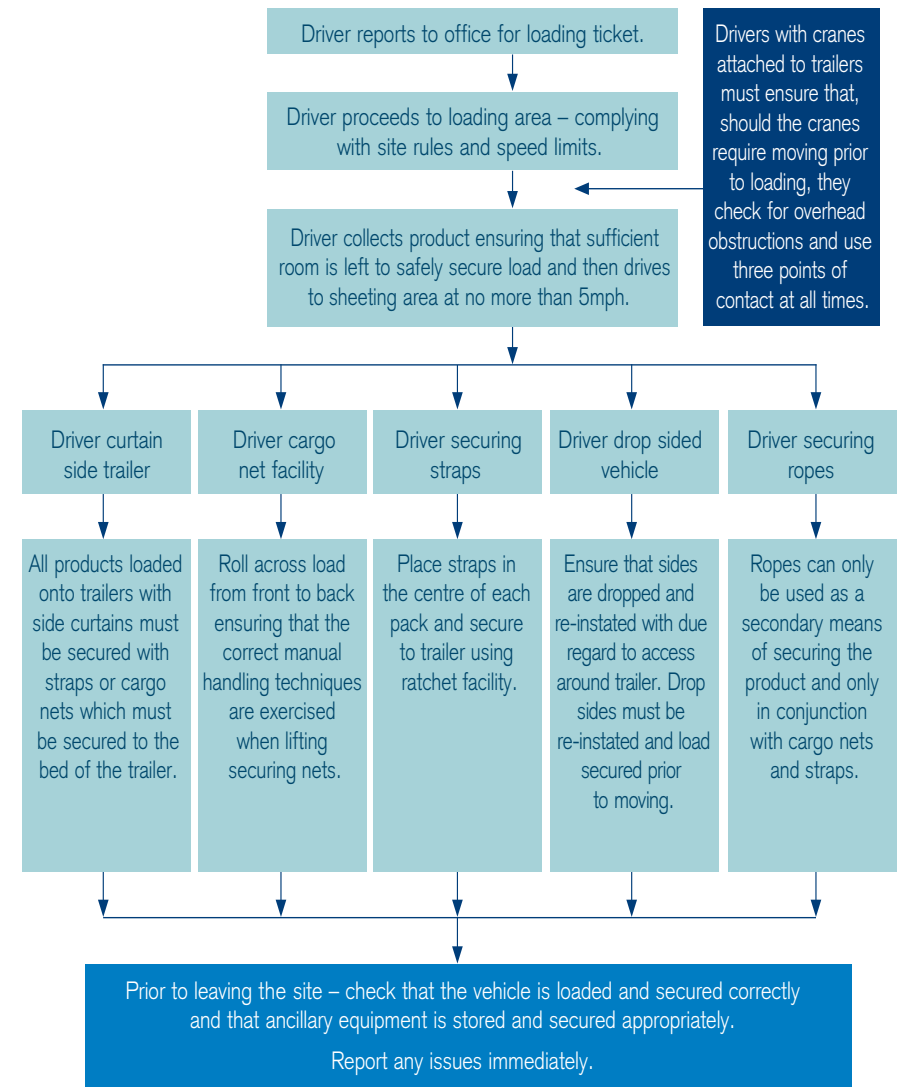 Driver reports to office for loading ticket.
Drivers with cranes
attached to trailers
must ensure that,
should the cranes
require moving prior
to loading, they
check for overhead
obstructions and use
three points of
contact at all times.
Driver proceeds to loading area – complying
with site rules and speed limits.
Driver collects product ensuring that sufficient
room is left to safely secure load and then drives
to sheeting area at no more than 5mph.
Driver curtain
side trailer
Driver cargo
net facility
Driver securing
straps
Driver drop sided
vehicle
Driver securing
ropes
All products loaded
onto trailers with
side curtains must
be secured with
straps or cargo
nets which must
be secured to the
bed of the trailer.
Roll across load
from front to back
ensuring that the
correct manual
handling techniques
are exercised
when lifting
securing nets.
Place straps in
the centre of each
pack and secure
to trailer using
ratchet facility.
Ensure that sides
are dropped and
re-instated with due
regard to access
around trailer. Drop
sides must be
re-instated and load
secured prior
to moving.
Ropes can only
be used as a
secondary means
of securing the
product and only
in conjunction
with cargo nets
and straps.
Prior to leaving the site – check that the vehicle is loaded and secured correctly
and that ancillary equipment is stored and secured appropriately.
Report any issues immediately.